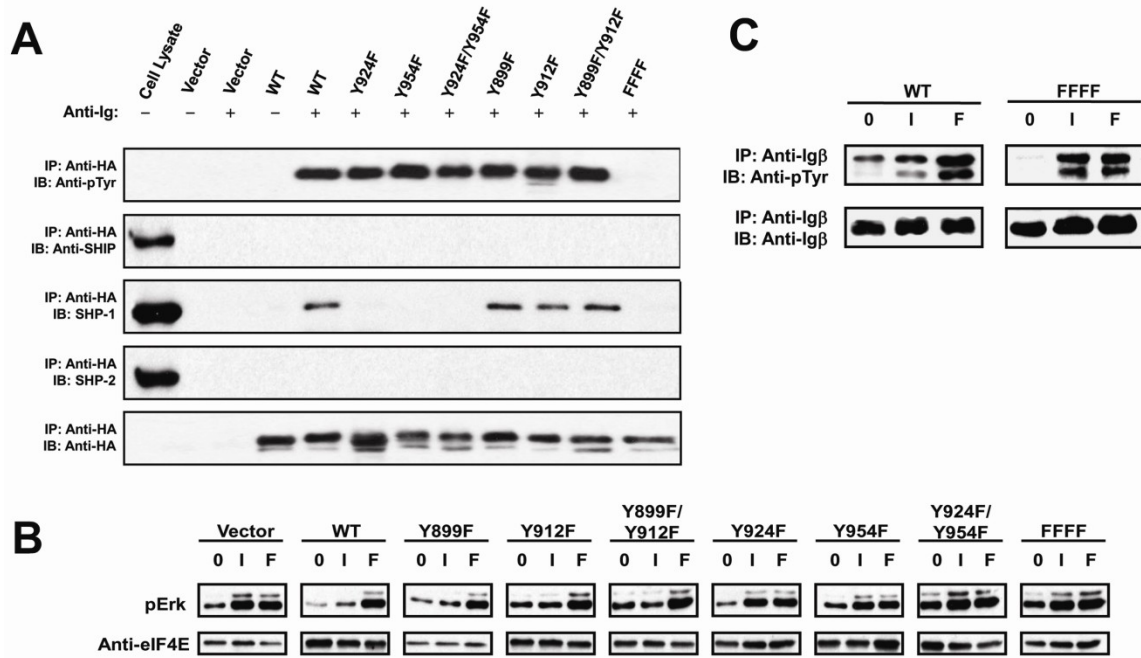 A
Cell Lysate
Vector
Vector
WT
WT
Y924F
Y954F
Y924F/Y954F
Y899F
Y912F
Y899F/Y912F
FFFF
Anti-Ig: – – + – + + + + + + + +
IP: Anti-HA
IB: Anti-pTyr
IP: Anti-HA
IB: Anti-SHIP
IP: Anti-HA
IB: SHP-1
IP: Anti-HA
IB: SHP-2
IP: Anti-HA
IB: Anti-HA
C
WT FFFF
0 I F 0 I F
IP: Anti-Igβ
IB: Anti-pTyr
IP: Anti-Igβ
IB: Anti-Igβ
B
Vector WT Y899F Y912F Y899F/
Y912F Y924F Y954F Y924F/
Y954F FFFF
0 I F 0 I F 0 I F 0 I F 0 I F 0 I F 0 I F 0 I F 0 I F
pErk
Anti-eIF4E